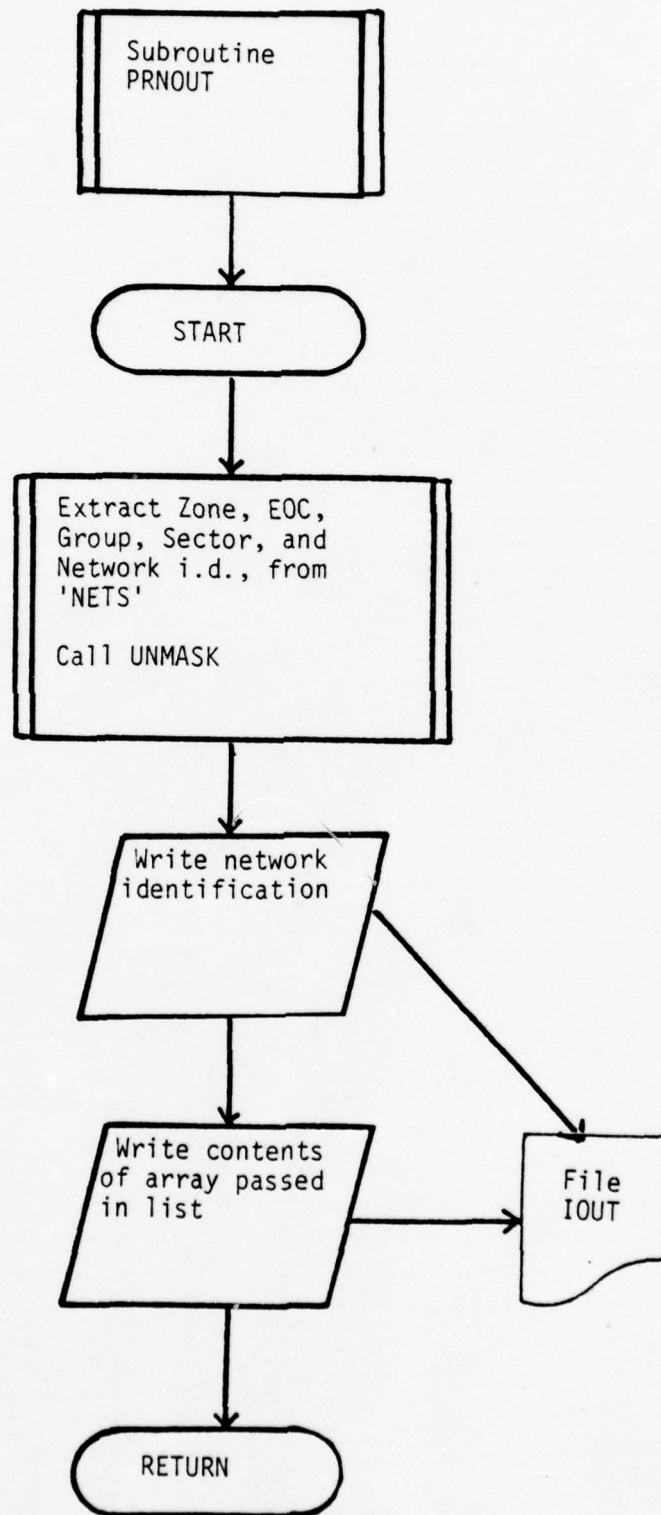 Subroutine
PRNOUT
START
Extract Zone, EOC,
Group, Sector, and
Network i.d., from
'NETS'
Call UNMASK
Write network
identification
Write contents
of array passed
in list
File
IOUT
RETURN